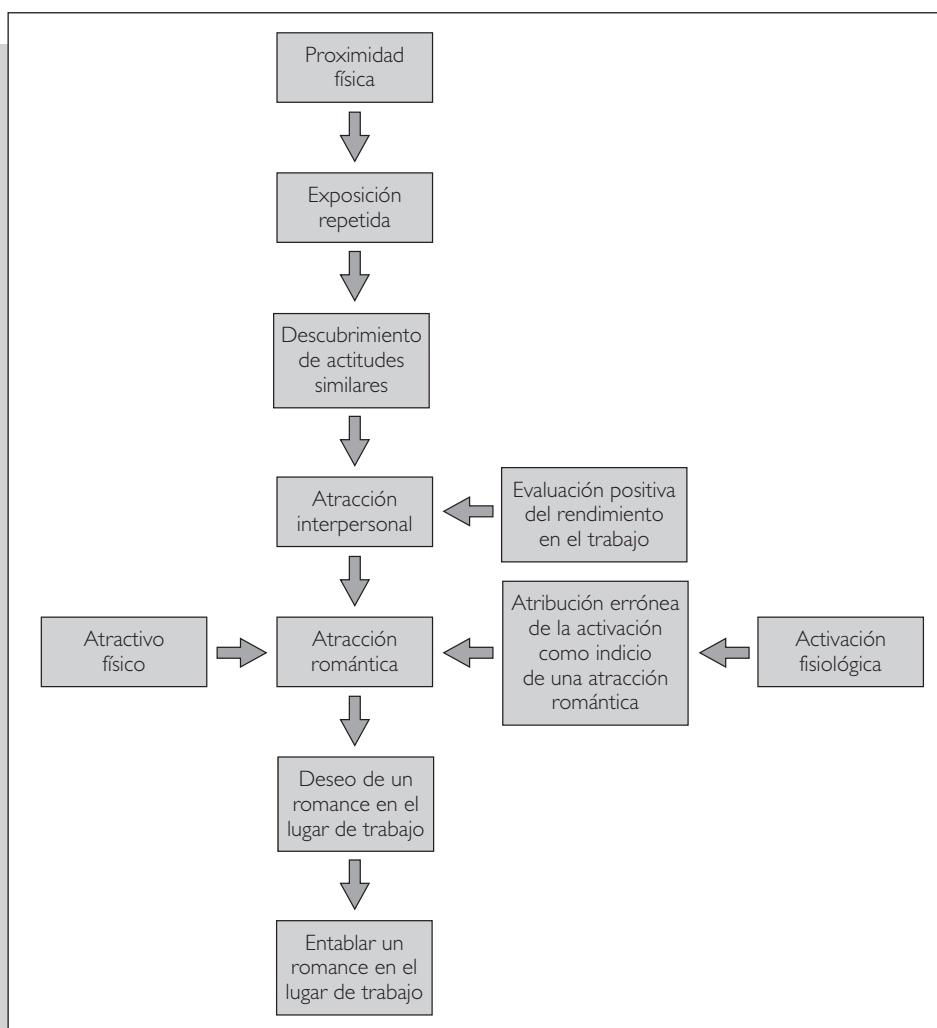 Proximidad
física
Exposición
repetida
Descubrimiento
de actitudes
similares
Atracción
interpersonal
Evaluación positiva
del rendimiento
en el trabajo
Atractivo
físico
Atracción
romántica
Atribución errónea
de la activación
como indicio
de una atracción
romántica
Activación
fisiológica
Deseo de un
romance en el
lugar de trabajo
Entablar un
romance en el
lugar de trabajo